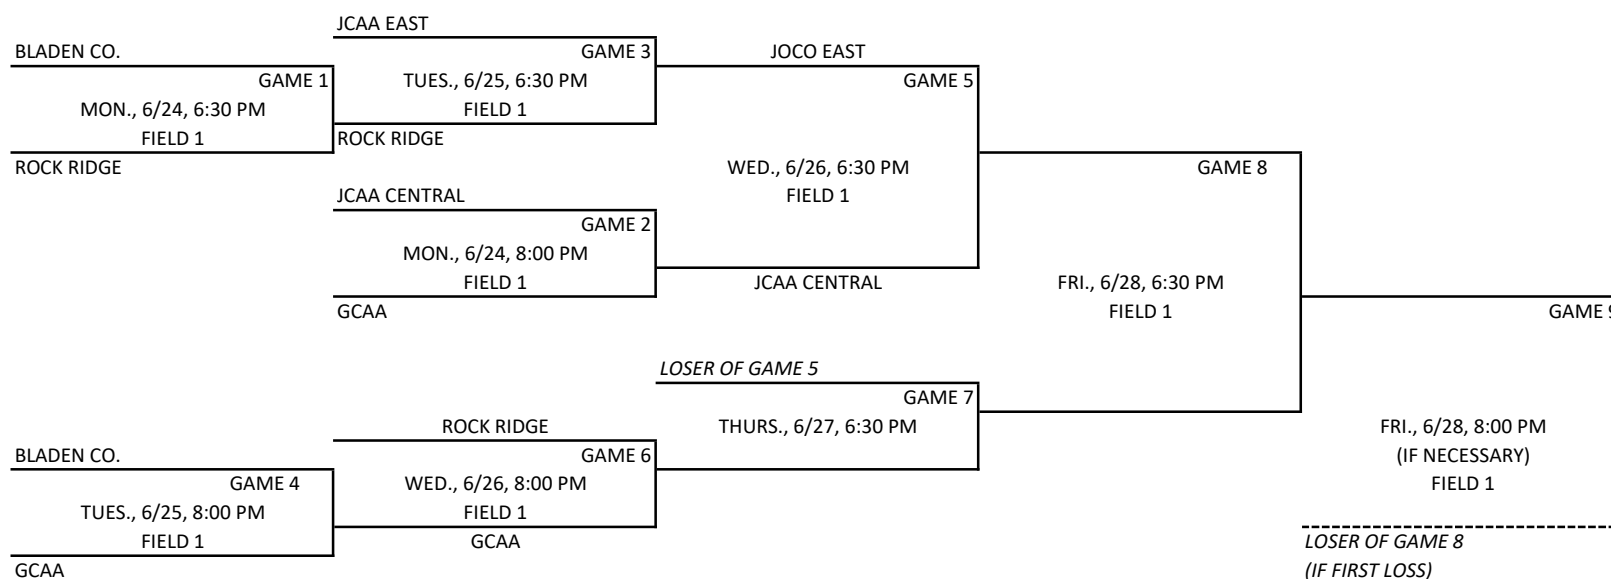 JCAA EAST
BLADEN CO.
GAME 3
JOCO EAST
GAME 1
TUES., 6/25, 6:30 PM
GAME 5
MON., 6/24, 6:30 PM
FIELD 1
FIELD 1
ROCK RIDGE
ROCK RIDGE
WED., 6/26, 6:30 PM
GAME 8
JCAA CENTRAL
FIELD 1
GAME 2
MON., 6/24, 8:00 PM
FIELD 1
JCAA CENTRAL
FRI., 6/28, 6:30 PM
GCAA
FIELD 1
GAME 9
LOSER OF GAME 5
GAME 7
ROCK RIDGE
THURS., 6/27, 6:30 PM
FRI., 6/28, 8:00 PM
BLADEN CO.
GAME 6
(IF NECESSARY)
GAME 4
WED., 6/26, 8:00 PM
FIELD 1
TUES., 6/25, 8:00 PM
FIELD 1
FIELD 1
GCAA
LOSER OF GAME 8
GCAA
(IF FIRST LOSS)